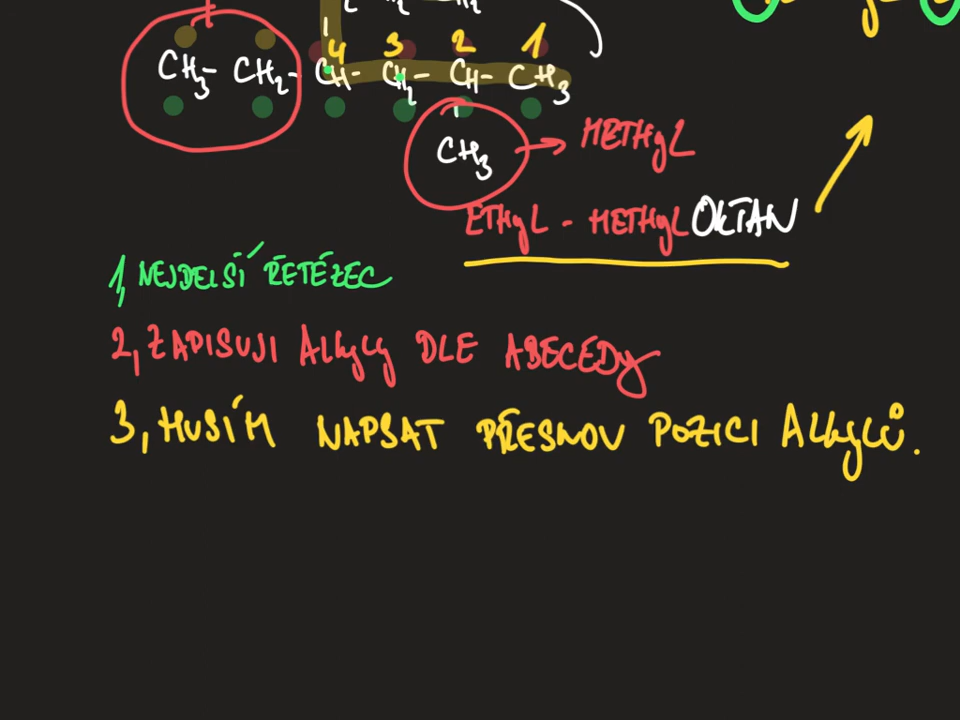 4 3 2 1
CH3 - CH2 - CH - CH2 - CH - CH3
CH3 → METHYL
ETHYL - METHYLOKTAN
1, NEJDELŠÍ ŘETĚZEC
2, ZAPISUJI ALKYLY DLE ABECEDY
3, MUSÍM NAPSAT PŘESNOU POZICI ALKYLŮ.